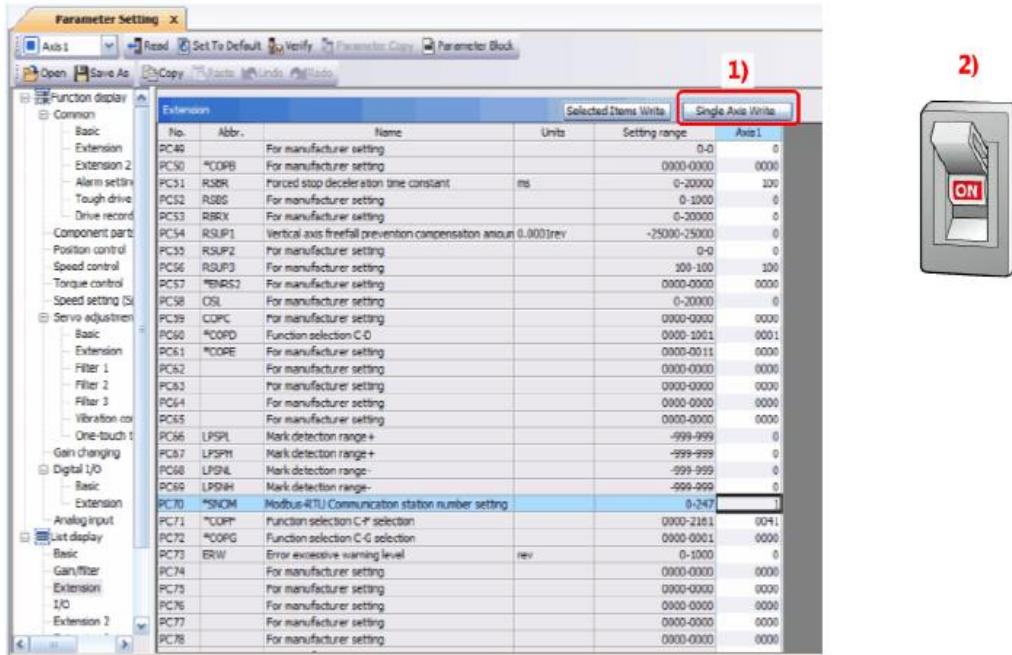 Parameter Setting X
1) 2)
Axis1 Read Set To Default Verify Parameter Copy Parameter Block
Open Save As Copy Paste Undo Redo
Function display
Common
Basic
Extension
Extension 2
Alarm settin
Tough drive
Drive record
Component parts
Position control
Speed control
Torque control
Speed setting (S
Servo adjustmen
Basic
Extension
Filter 1
Filter 2
Filter 3
Vibration co
One-touch t
Gain changing
Digital I/O
Basic
Extension
Analog input
List display
Basic
Gain/filter
Extension
I/O
Extension 2
Extension Selected Items Write Single Axis Write
No. Abbr. Name Units Setting range Axis1
PC49 For manufacturer setting 0-0 0
PC50 *COPB For manufacturer setting 0000-0000 0000
PC51 RSBR Forced stop deceleration time constant ms 0-20000 100
PC52 RSBS For manufacturer setting 0-1000 0
PC53 RBRX For manufacturer setting 0-20000 0
PC54 RSUP1 Vertical axis freefall prevention compensation amoun 0.0001rev -25000-25000 0
PC55 RSUP2 For manufacturer setting 0-0 0
PC56 RSUP3 For manufacturer setting 100-100 100
PC57 *ENRS2 For manufacturer setting 0000-0000 0000
PC58 OSL For manufacturer setting 0-20000 0
PC59 COPC For manufacturer setting 0000-0000 0000
PC60 *COPD Function selection C-D 0000-1001 0001
PC61 *COPE For manufacturer setting 0000-0011 0000
PC62 For manufacturer setting 0000-0000 0000
PC63 For manufacturer setting 0000-0000 0000
PC64 For manufacturer setting 0000-0000 0000
PC65 For manufacturer setting 0000-0000 0000
PC66 LPSPL Mark detection range+ -999-999 0
PC67 LPSPH Mark detection range+ -999-999 0
PC68 LPSNL Mark detection range- -999-999 0
PC69 LPSNH Mark detection range- -999-999 0
PC70 *SNOM Modbus-RTU Communication station number setting 0-247 1
PC71 *COPF Function selection C-F selection 0000-2161 0041
PC72 *COPG Function selection C-G selection 0000-0001 0000
PC73 ERW Error excessive warning level rev 0-1000 0
PC74 For manufacturer setting 0000-0000 0000
PC75 For manufacturer setting 0000-0000 0000
PC76 For manufacturer setting 0000-0000 0000
PC77 For manufacturer setting 0000-0000 0000
PC78 For manufacturer setting 0000-0000 0000
ON